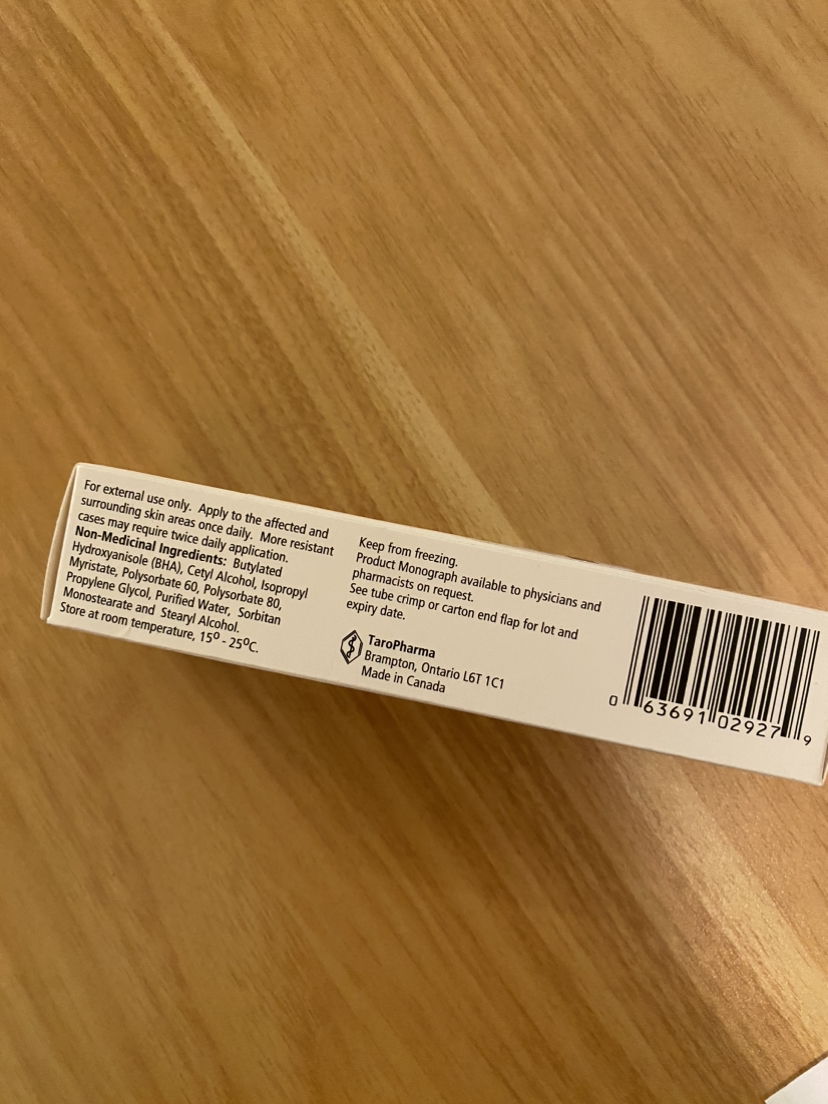 For external use only.  Apply to the affected and
surrounding skin areas once daily.  More resistant
cases may require twice daily application.
Non-Medicinal Ingredients:  Butylated
Hydroxyanisole (BHA), Cetyl Alcohol, Isopropyl
Myristate, Polysorbate 60, Polysorbate 80,
Propylene Glycol, Purified Water,  Sorbitan
Monostearate and  Stearyl Alcohol.
Store at room temperature, 15º - 25ºC.
Keep from freezing.
Product Monograph available to physicians and
pharmacists on request.
See tube crimp or carton end flap for lot and
expiry date.
TaroPharma
Brampton, Ontario L6T 1C1
Made in Canada
0 63691 02927 9